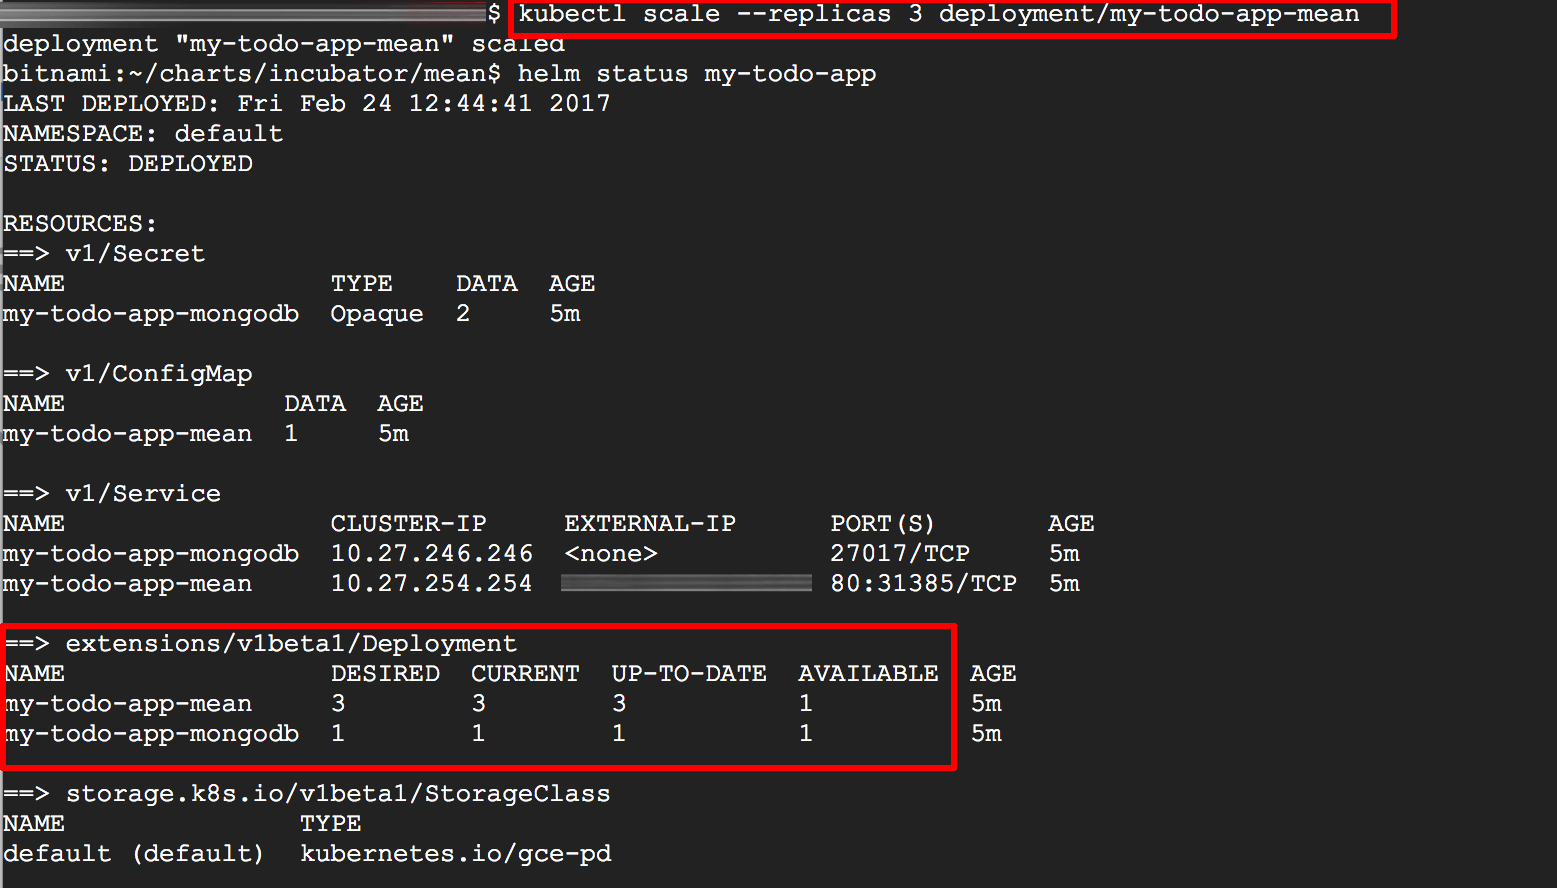 $ kubectl scale --replicas 3 deployment/my-todo-app-mean
deployment "my-todo-app-mean" scaled
bitnami:~/charts/incubator/mean$ helm status my-todo-app
LAST DEPLOYED: Fri Feb 24 12:44:41 2017
NAMESPACE: default
STATUS: DEPLOYED
RESOURCES:
==> v1/Secret
NAME TYPE DATA AGE
my-todo-app-mongodb Opaque 2 5m
==> v1/ConfigMap
NAME DATA AGE
my-todo-app-mean 1 5m
==> v1/Service
NAME CLUSTER-IP EXTERNAL-IP PORT(S) AGE
my-todo-app-mongodb 10.27.246.246 <none> 27017/TCP 5m
my-todo-app-mean 10.27.254.254 80:31385/TCP 5m
==> extensions/v1beta1/Deployment
NAME DESIRED CURRENT UP-TO-DATE AVAILABLE AGE
my-todo-app-mean 3 3 3 1 5m
my-todo-app-mongodb 1 1 1 1 5m
==> storage.k8s.io/v1beta1/StorageClass
NAME TYPE
default (default) kubernetes.io/gce-pd